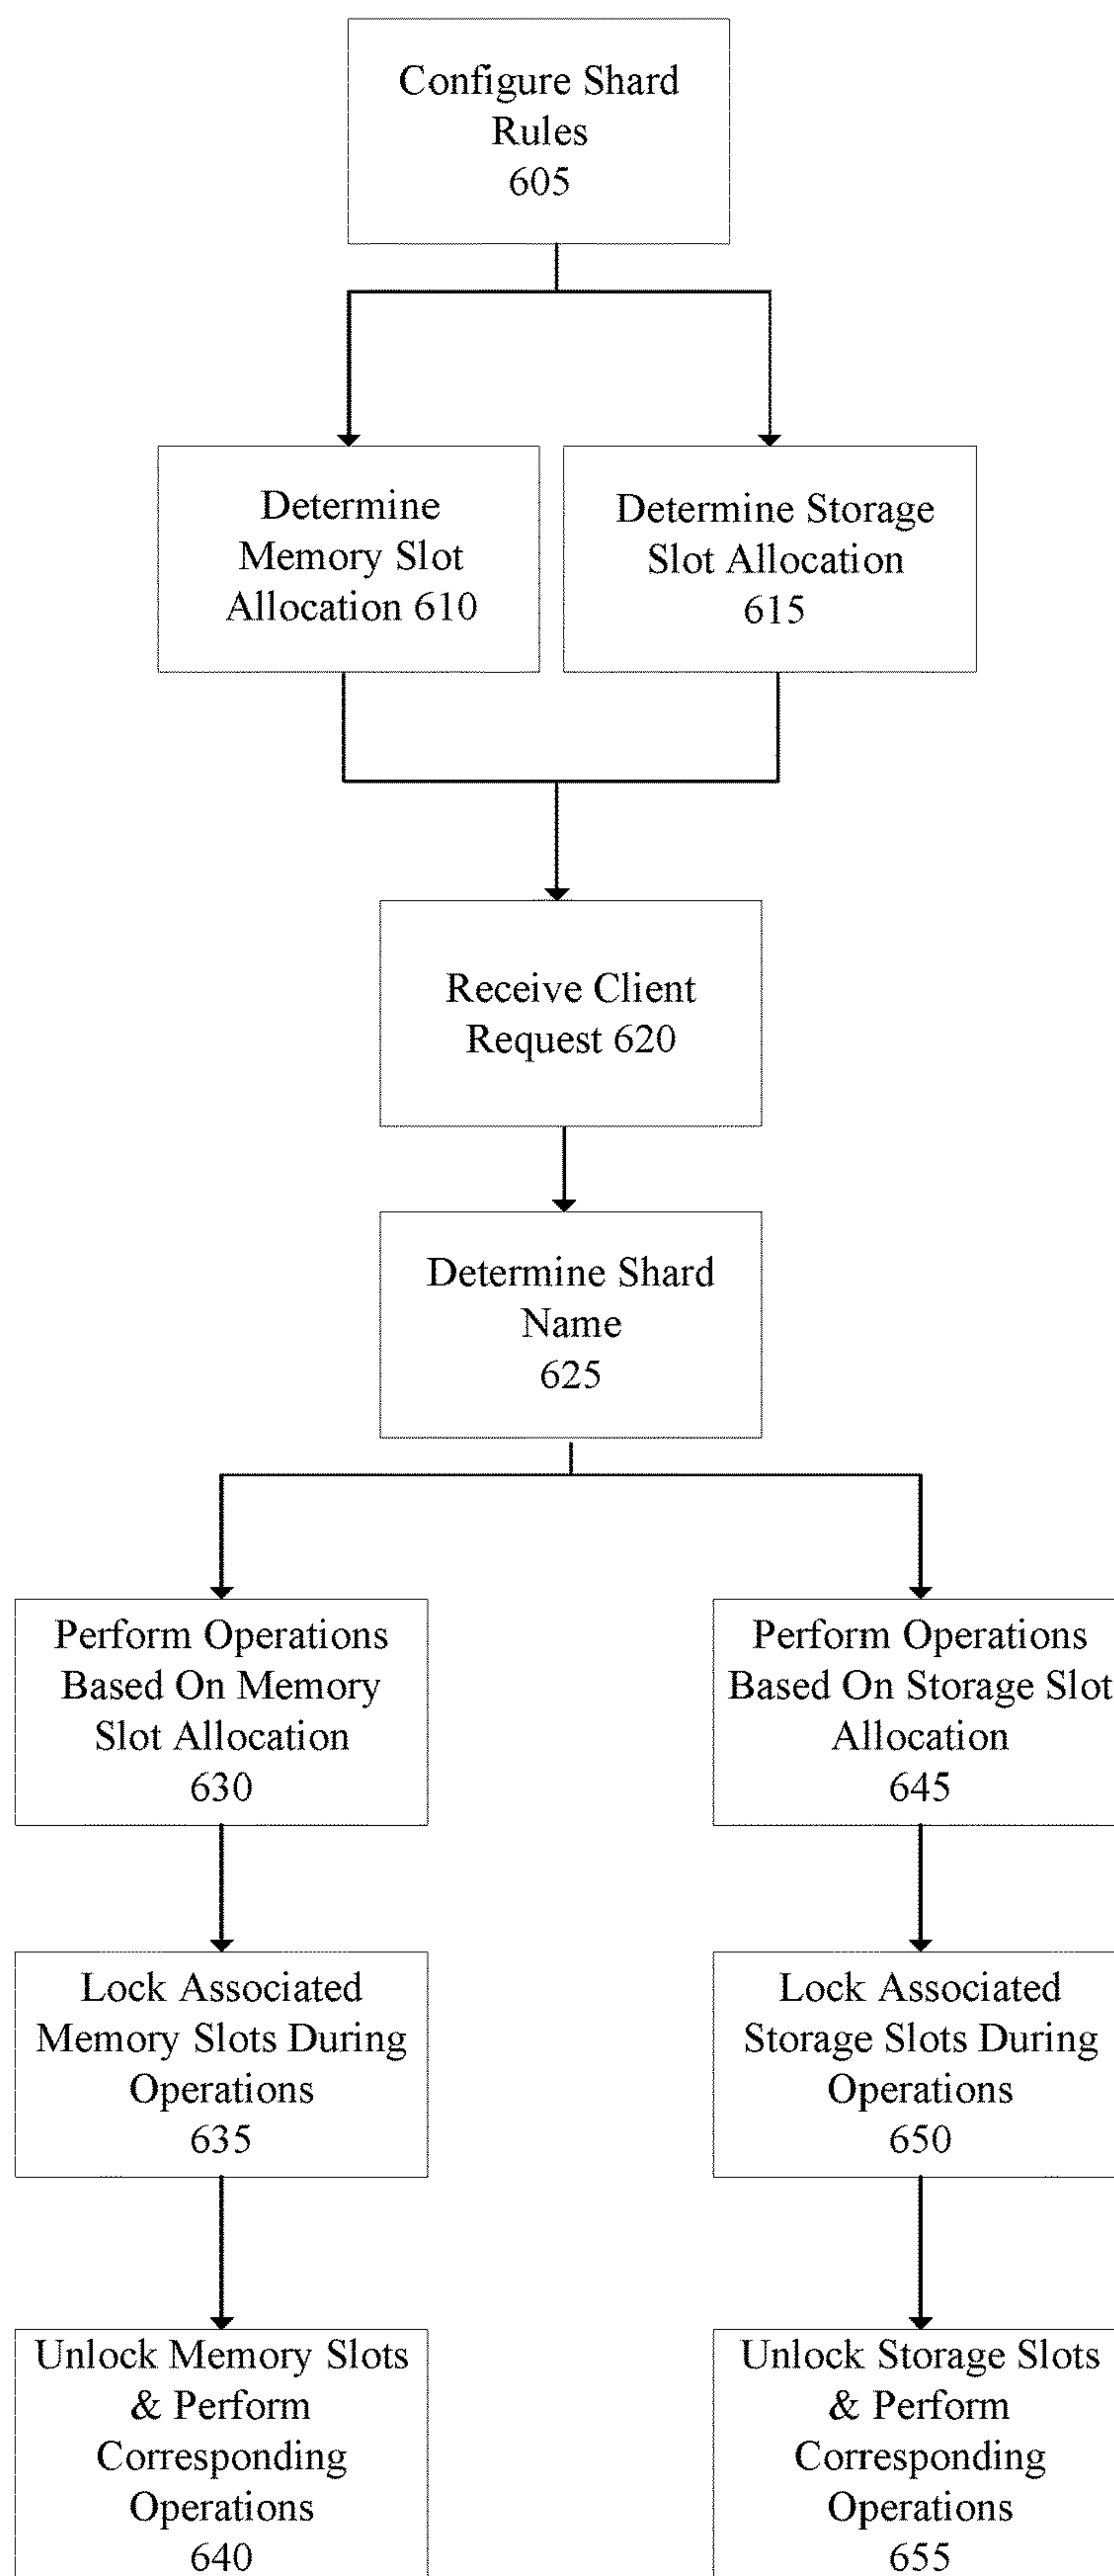 Configure Shard
Rules
605
Determine
Memory Slot
Allocation 610
Determine Storage
Slot Allocation
615
Receive Client
Request 620
Determine Shard
Name
625
Perform Operations
Based On Memory
Slot Allocation
630
Perform Operations
Based On Storage Slot
Allocation
645
Lock Associated
Memory Slots During
Operations
635
Lock Associated
Storage Slots During
Operations
650
Unlock Memory Slots
& Perform
Corresponding
Operations
640
Unlock Storage Slots
& Perform
Corresponding
Operations
655